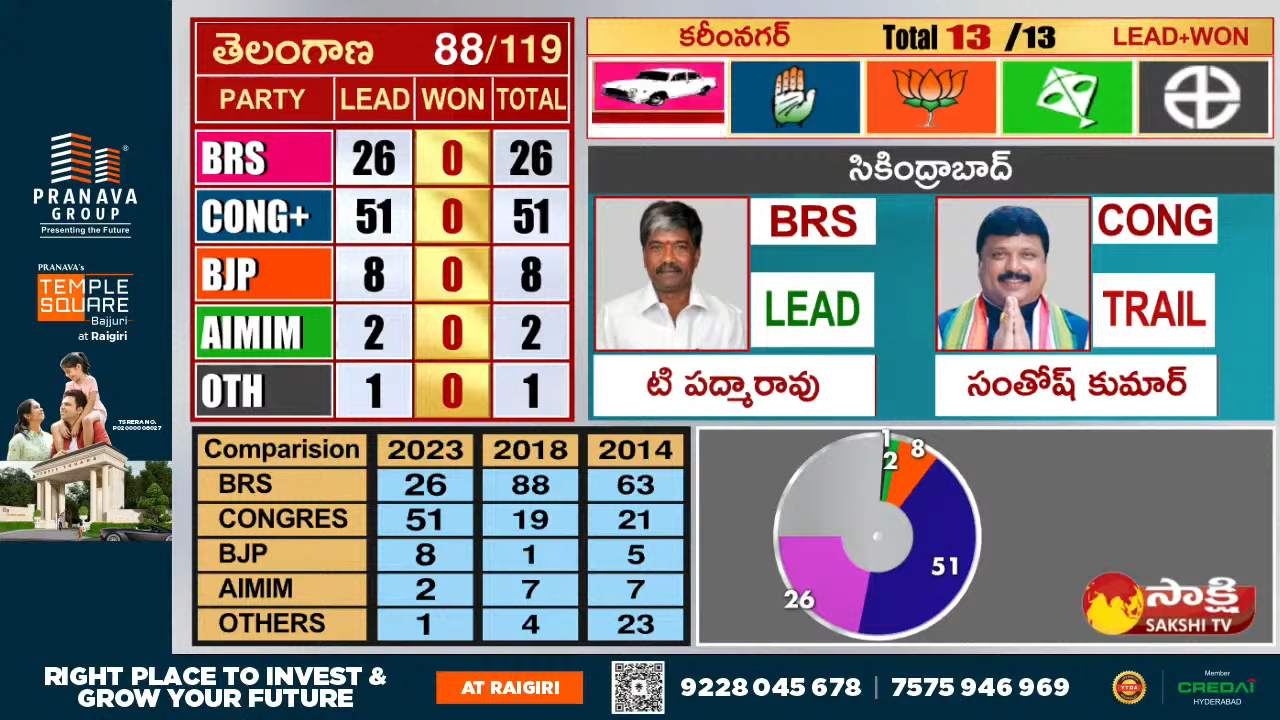 తెలంగాణ 88/119
PARTY LEAD WON TOTAL
BRS 26 0 26
CONG+ 51 0 51
BJP 8 0 8
AIMIM 2 0 2
OTH 1 0 1
కరీంనగర్ Total 13 /13 LEAD+WON
సికింద్రాబాద్
BRS
LEAD
టి పద్మారావు
CONG
TRAIL
సంతోష్ కుమార్
Comparision 2023 2018 2014
BRS 26 88 63
CONGRES 51 19 21
BJP 8 1 5
AIMIM 2 7 7
OTHERS 1 4 23
1
2
8
51
26
సాక్షి
SAKSHI TV
PRANAVA
GROUP
Presenting the Future
PRANAVA's
TEMPLE
SQUARE
Bajjuri
at Raigiri
TS RERA NO.
P02000006027
RIGHT PLACE TO INVEST &
GROW YOUR FUTURE
AT RAIGIRI
9228 045 678 | 7575 946 969
YTDA
Member
CREDAI
HYDERABAD